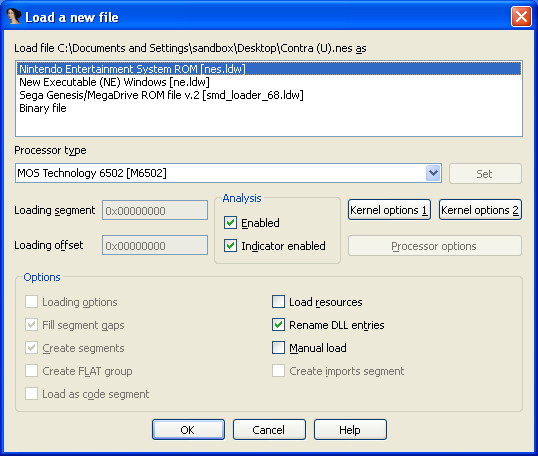 Load a new file
Load file C:\Documents and Settings\sandbox\Desktop\Contra (U).nes as
Nintendo Entertainment System ROM [nes.ldw]
New Executable (NE) Windows [ne.ldw]
Sega Genesis/MegaDrive ROM file v.2 [smd_loader_68.ldw]
Binary file
Processor type
MOS Technology 6502 [M6502]
Set
Analysis
Loading segment 0x00000000
Enabled
Kernel options 1 Kernel options 2
Loading offset 0x00000000
Indicator enabled
Processor options
Options
Loading options
Load resources
Fill segment gaps
Rename DLL entries
Create segments
Manual load
Create FLAT group
Create imports segment
Load as code segment
OK Cancel Help